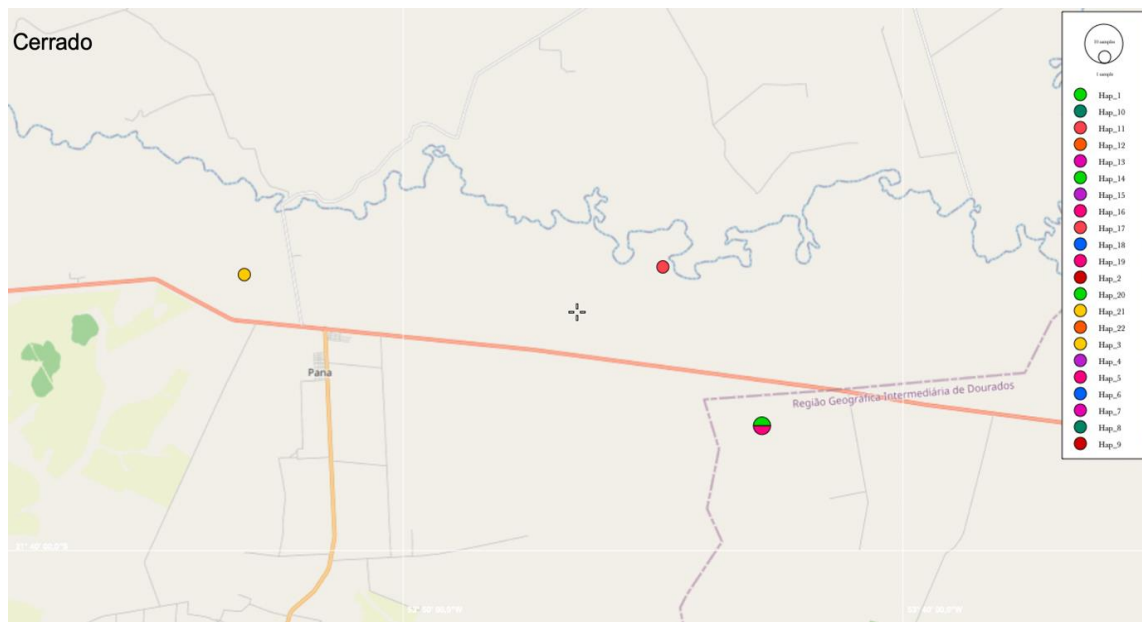 Cerrado
10 samples
1 sample
Hap_1
Hap_10
Hap_11
Hap_12
Hap_13
Hap_14
Hap_15
Hap_16
Hap_17
Hap_18
Hap_19
Hap_2
Hap_20
Hap_21
Hap_22
Hap_3
Hap_4
Hap_5
Hap_6
Hap_7
Hap_8
Hap_9
Pana
Região Geográfica Intermediária de Dourados